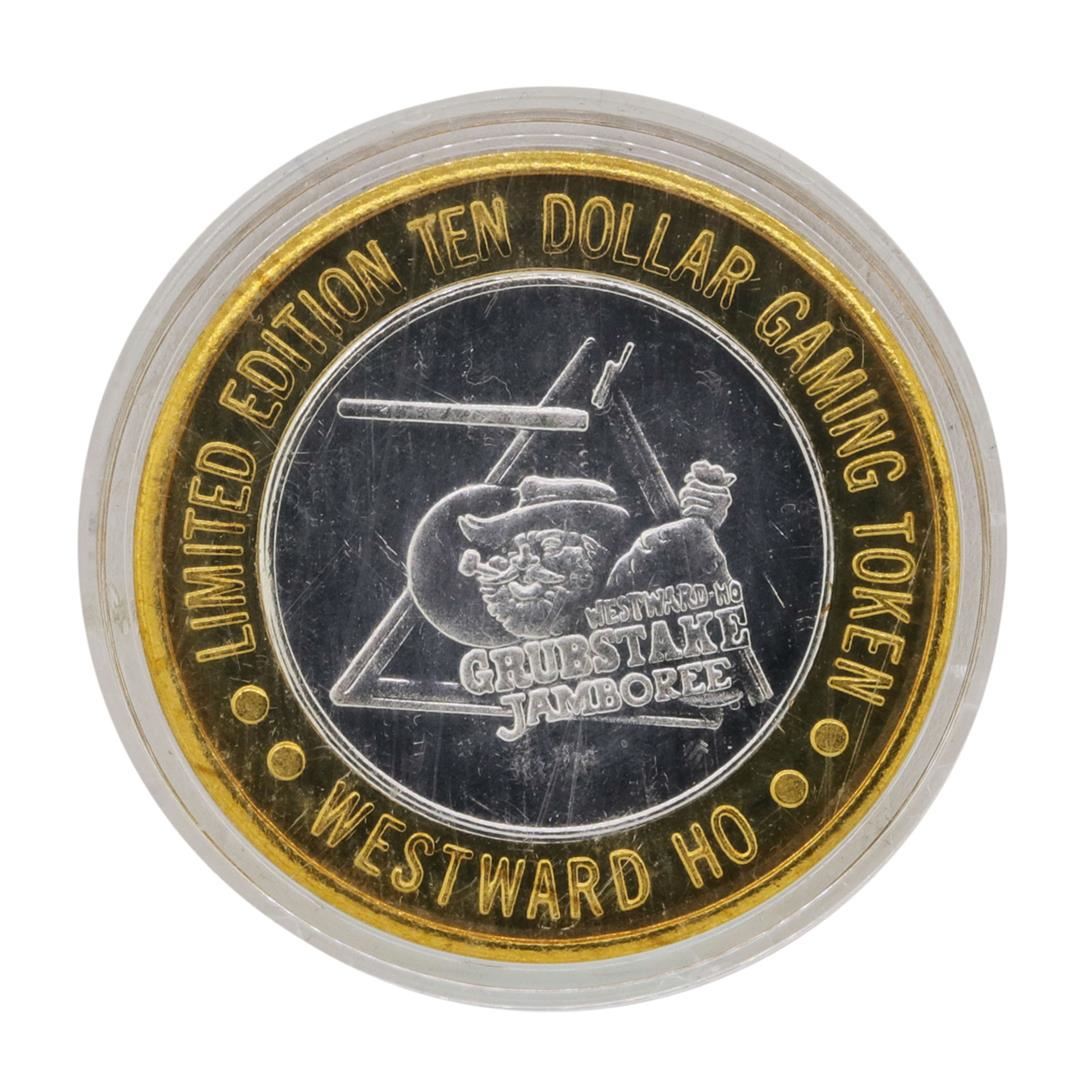 LIMITED EDITION TEN DOLLAR GAMING TOKEN
WESTWARD-HO
GRUBSTAKE
JAMBOREE
WESTWARD HO